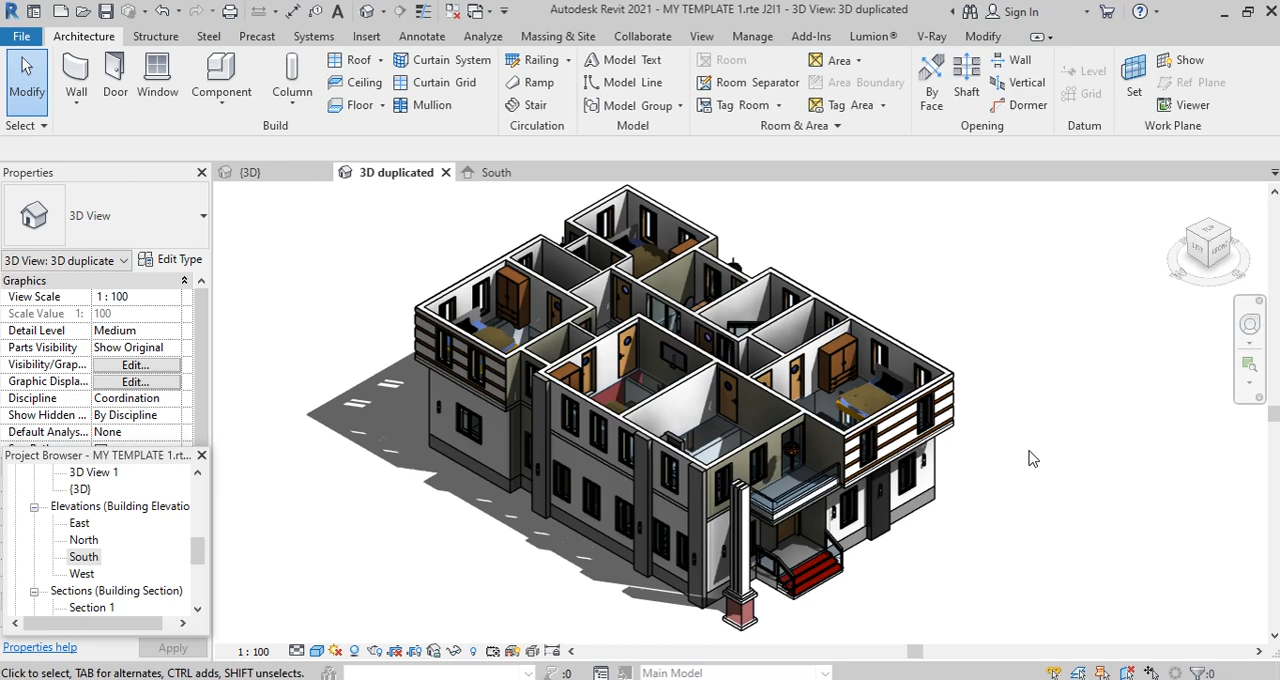 Autodesk Revit 2021 - MY TEMPLATE 1.rte J2I1 - 3D View: 3D duplicated
Sign In
File Architecture Structure Steel Precast Systems Insert Annotate Analyze Massing & Site Collaborate View Manage Add-Ins Lumion® V-Ray Modify
Modify Wall Door Window Component Column
Roof Curtain System
Ceiling Curtain Grid
Floor Mullion
Railing
Ramp
Stair
Model Text
Model Line
Model Group
Room Area
Room Separator Area Boundary
Tag Room Tag Area
By Face Shaft
Wall
Vertical
Dormer
Level
Grid
Set
Show
Ref Plane
Viewer
Select Build Circulation Model Room & Area Opening Datum Work Plane
Properties
{3D} 3D duplicated South
3D View
3D View: 3D duplicate Edit Type
Graphics
View Scale 1 : 100
Scale Value 1: 100
Detail Level Medium
Parts Visibility Show Original
Visibility/Grap... Edit...
Graphic Displa... Edit...
Discipline Coordination
Show Hidden ... By Discipline
Default Analys... None
Project Browser - MY TEMPLATE 1.rt...
3D View 1
{3D}
Elevations (Building Elevatio
East
North
South
West
Sections (Building Section)
Section 1
Properties help Apply
TOP
LEFT
FRONT
1 : 100
Click to select, TAB for alternates, CTRL adds, SHIFT unselects.
:0
Main Model
:0